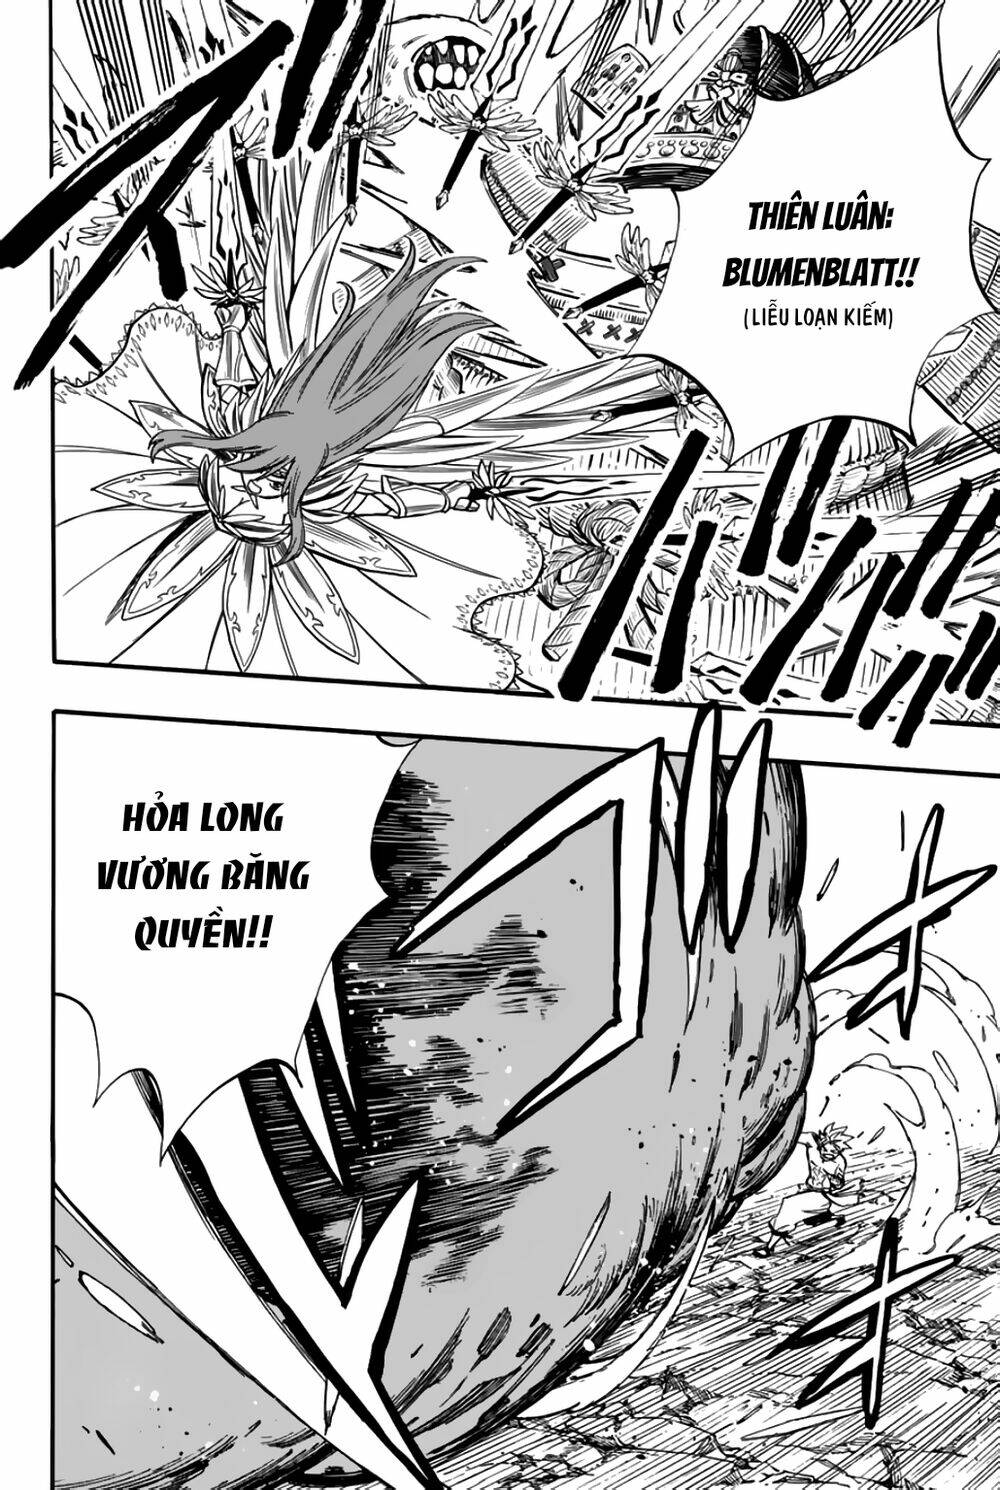 THIÊN LUÂN:
BLUMENBLATT!!
(LIỄU LOẠN KIẾM)
HỎA LONG
VƯƠNG BĂNG
QUYỀN!!